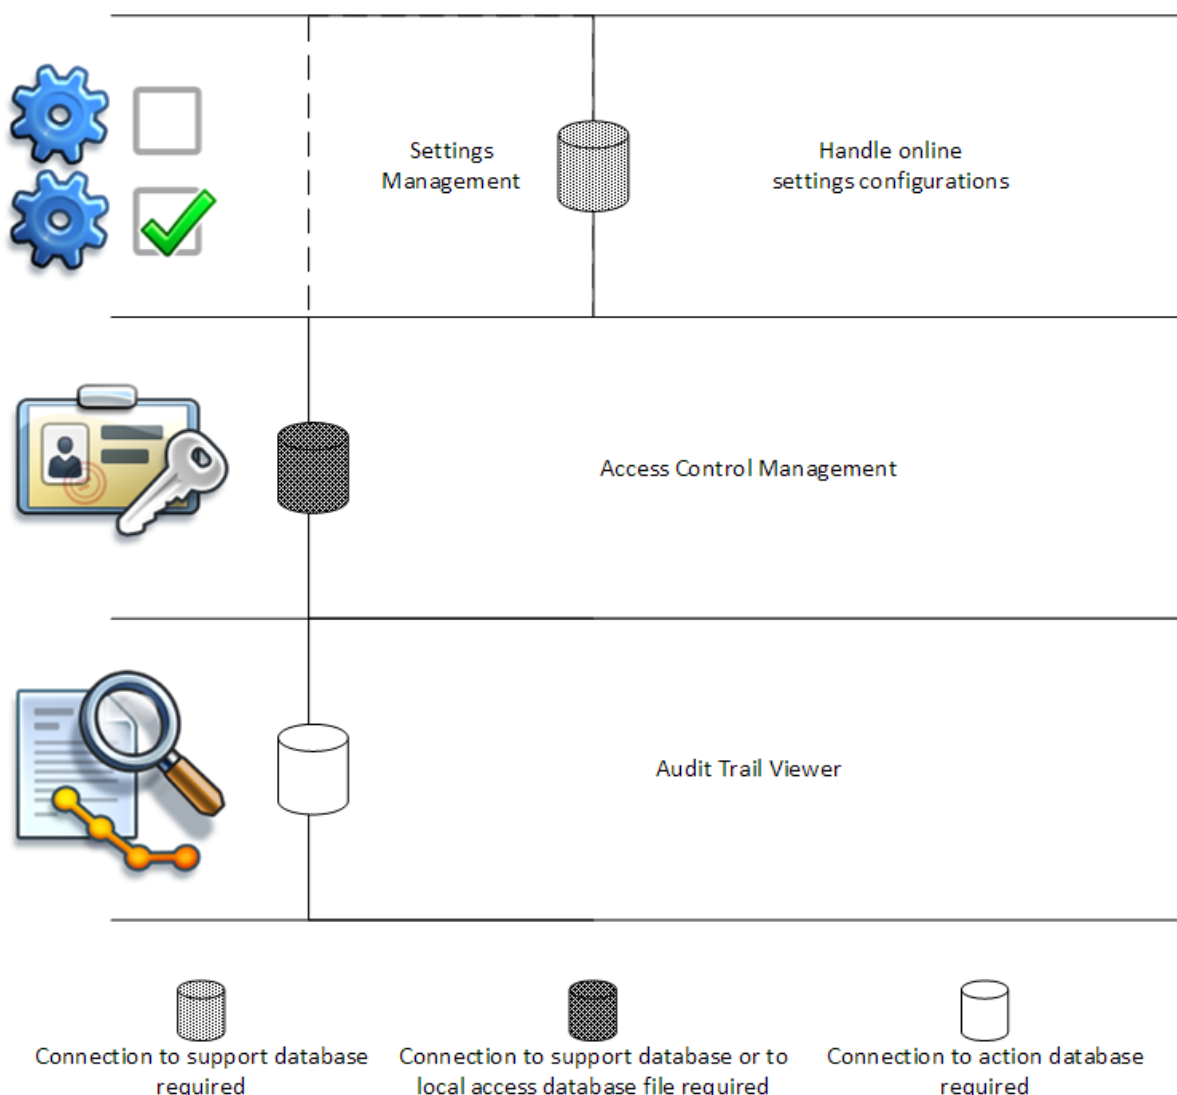 Settings
Management
Handle online
settings configurations
Access Control Management
Audit Trail Viewer
Connection to support database
required
Connection to support database or to
local access database file required
Connection to action database
required